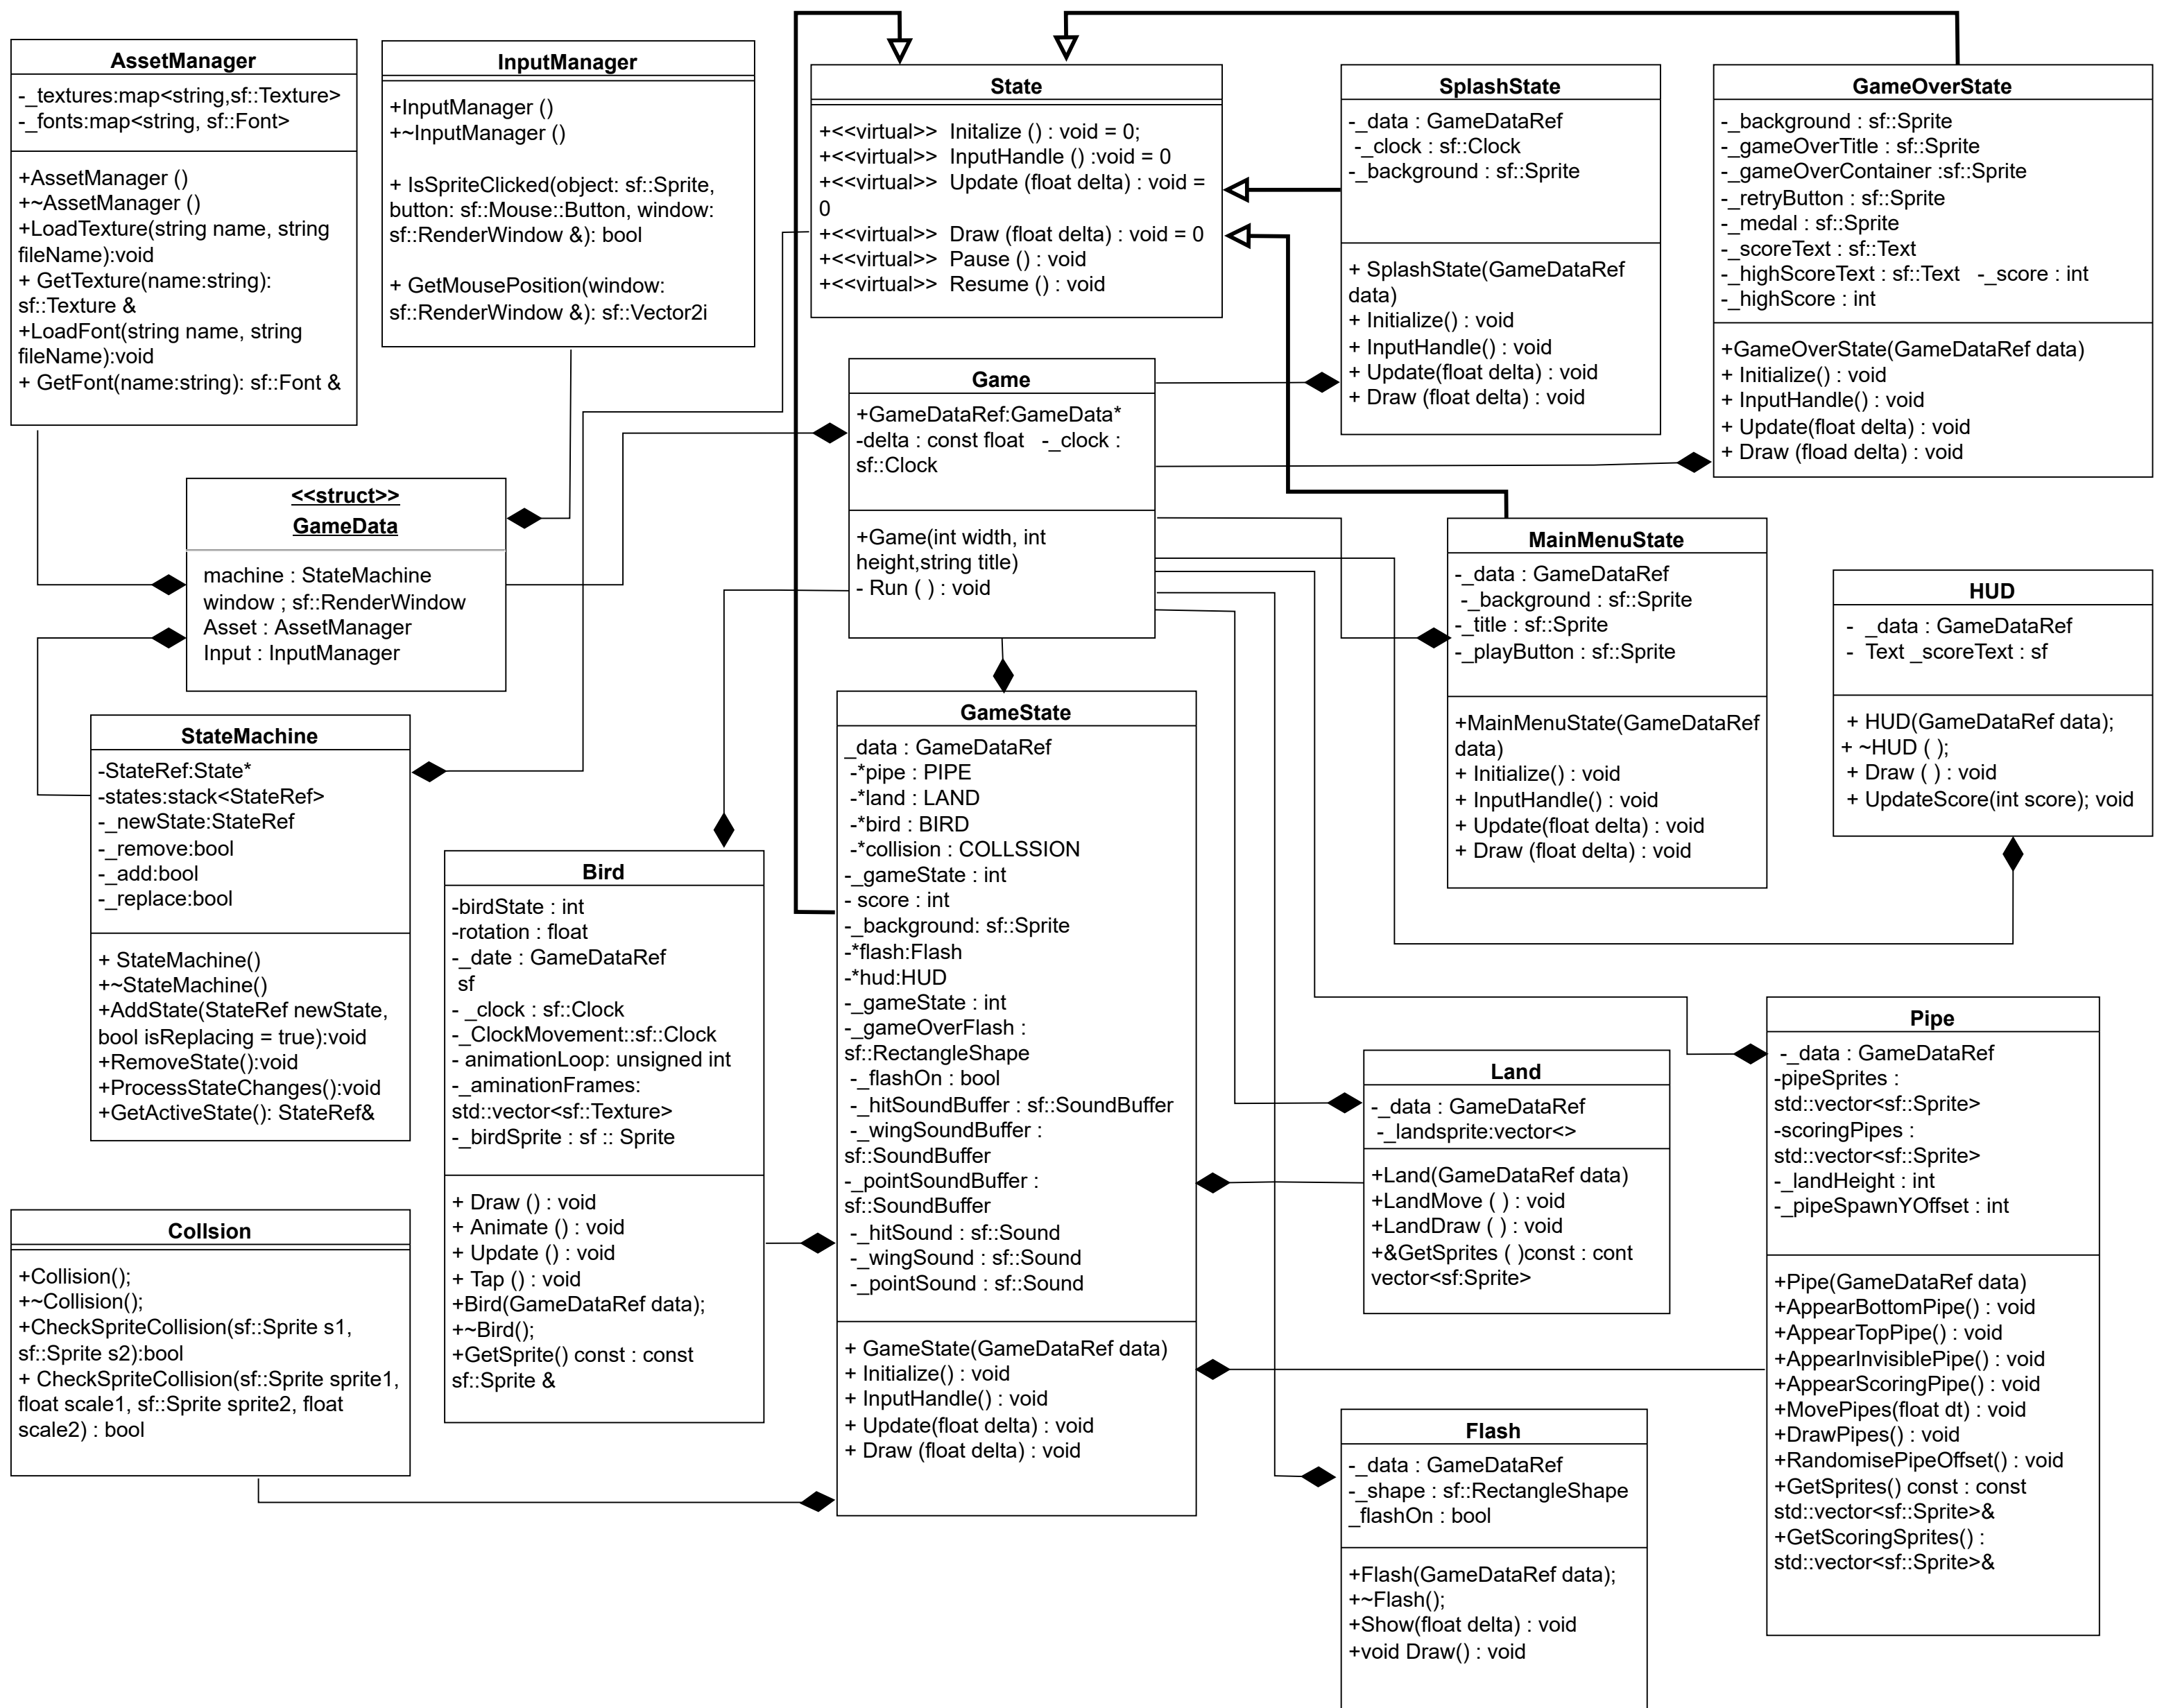 AssetManager
-_textures:map<string,sf::Texture>
-_fonts:map<string, sf::Font>
+AssetManager ()
+~AssetManager ()
+LoadTexture(string name, string
fileName):void
+ GetTexture(name:string):
sf::Texture &
+LoadFont(string name, string
fileName):void
+ GetFont(name:string): sf::Font &
InputManager
+InputManager ()
+~InputManager ()
+ IsSpriteClicked(object: sf::Sprite,
button: sf::Mouse::Button, window:
sf::RenderWindow &): bool
+ GetMousePosition(window:
sf::RenderWindow &): sf::Vector2i
State
+<<virtual>> Initalize () : void = 0;
+<<virtual>> InputHandle () :void = 0
+<<virtual>> Update (float delta) : void =
0
+<<virtual>> Draw (float delta) : void = 0
+<<virtual>> Pause () : void
+<<virtual>> Resume () : void
SplashState
-_data : GameDataRef
-_clock : sf::Clock
-_background : sf::Sprite
+ SplashState(GameDataRef
data)
+ Initialize() : void
+ InputHandle() : void
+ Update(float delta) : void
+ Draw (float delta) : void
GameOverState
-_background : sf::Sprite
-_gameOverTitle : sf::Sprite
-_gameOverContainer :sf::Sprite
-_retryButton : sf::Sprite
-_medal : sf::Sprite
-_scoreText : sf::Text
-_highScoreText : sf::Text -_score : int
-_highScore : int
+GameOverState(GameDataRef data)
+ Initialize() : void
+ InputHandle() : void
+ Update(float delta) : void
+ Draw (fload delta) : void
Game
+GameDataRef:GameData*
-delta : const float -_clock :
sf::Clock
+Game(int width, int
height,string title)
- Run ( ) : void
<<struct>>
GameData
machine : StateMachine
window ; sf::RenderWindow
Asset : AssetManager
Input : InputManager
MainMenuState
-_data : GameDataRef
-_background : sf::Sprite
-_title : sf::Sprite
-_playButton : sf::Sprite
+MainMenuState(GameDataRef
data)
+ Initialize() : void
+ InputHandle() : void
+ Update(float delta) : void
+ Draw (float delta) : void
HUD
- _data : GameDataRef
- Text _scoreText : sf
+ HUD(GameDataRef data);
+ ~HUD ( );
+ Draw ( ) : void
+ UpdateScore(int score); void
StateMachine
-StateRef:State*
-states:stack<StateRef>
-_newState:StateRef
-_remove:bool
-_add:bool
-_replace:bool
+ StateMachine()
+~StateMachine()
+AddState(StateRef newState,
bool isReplacing = true):void
+RemoveState():void
+ProcessStateChanges():void
+GetActiveState(): StateRef&
Bird
-birdState : int
-rotation : float
-_date : GameDataRef
sf
- _clock : sf::Clock
-_ClockMovement::sf::Clock
- animationLoop: unsigned int
-_aminationFrames:
std::vector<sf::Texture>
-_birdSprite : sf :: Sprite
+ Draw () : void
+ Animate () : void
+ Update () : void
+ Tap () : void
+Bird(GameDataRef data);
+~Bird();
+GetSprite() const : const
sf::Sprite &
GameState
_data : GameDataRef
-*pipe : PIPE
-*land : LAND
-*bird : BIRD
-*collision : COLLSSION
-_gameState : int
- score : int
-_background: sf::Sprite
-*flash:Flash
-*hud:HUD
-_gameState : int
-_gameOverFlash :
sf::RectangleShape
-_flashOn : bool
-_hitSoundBuffer : sf::SoundBuffer
-_wingSoundBuffer :
sf::SoundBuffer
-_pointSoundBuffer :
sf::SoundBuffer
-_hitSound : sf::Sound
-_wingSound : sf::Sound
-_pointSound : sf::Sound
+ GameState(GameDataRef data)
+ Initialize() : void
+ InputHandle() : void
+ Update(float delta) : void
+ Draw (float delta) : void
Land
-_data : GameDataRef
-_landsprite:vector<>
+Land(GameDataRef data)
+LandMove ( ) : void
+LandDraw ( ) : void
+&GetSprites ( )const : cont
vector<sf:Sprite>
Pipe
-_data : GameDataRef
-pipeSprites :
std::vector<sf::Sprite>
-scoringPipes :
std::vector<sf::Sprite>
-_landHeight : int
-_pipeSpawnYOffset : int
+Pipe(GameDataRef data)
+AppearBottomPipe() : void
+AppearTopPipe() : void
+AppearInvisiblePipe() : void
+AppearScoringPipe() : void
+MovePipes(float dt) : void
+DrawPipes() : void
+RandomisePipeOffset() : void
+GetSprites() const : const
std::vector<sf::Sprite>&
+GetScoringSprites() :
std::vector<sf::Sprite>&
Collsion
+Collision();
+~Collision();
+CheckSpriteCollision(sf::Sprite s1,
sf::Sprite s2):bool
+ CheckSpriteCollision(sf::Sprite sprite1,
float scale1, sf::Sprite sprite2, float
scale2) : bool
Flash
-_data : GameDataRef
-_shape : sf::RectangleShape
_flashOn : bool
+Flash(GameDataRef data);
+~Flash();
+Show(float delta) : void
+void Draw() : void